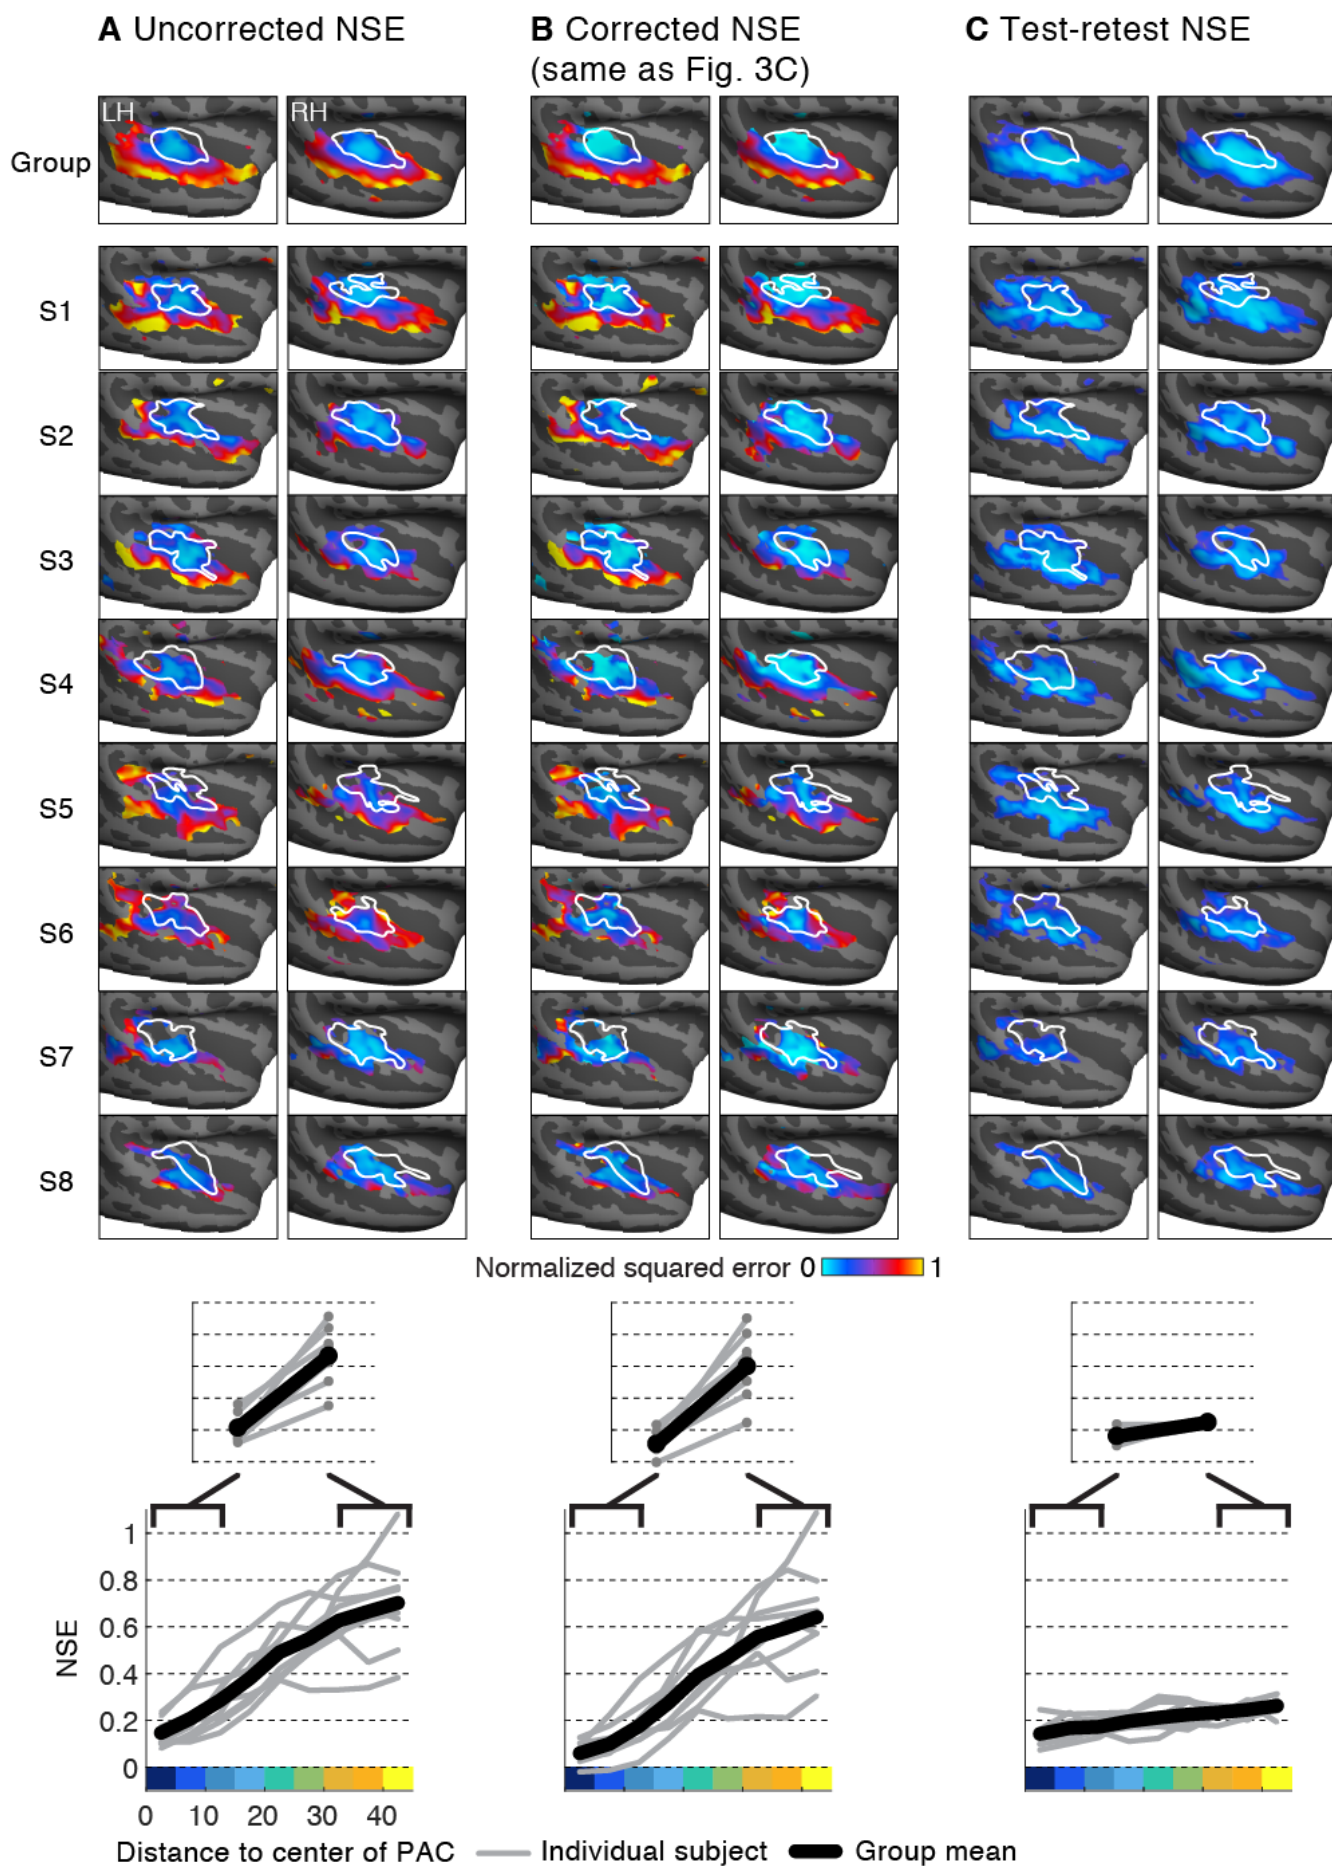 A Uncorrected NSE
B Corrected NSE
(same as Fig. 3C)
C Test-retest NSE
Group
LH
RH
S1
S2
S3
S4
S5
S6
S7
S8
Normalized squared error 0 1
NSE
1
0.8
0.6
0.4
0.2
0
0 10 20 30 40
Distance to center of PAC
Individual subject
Group mean